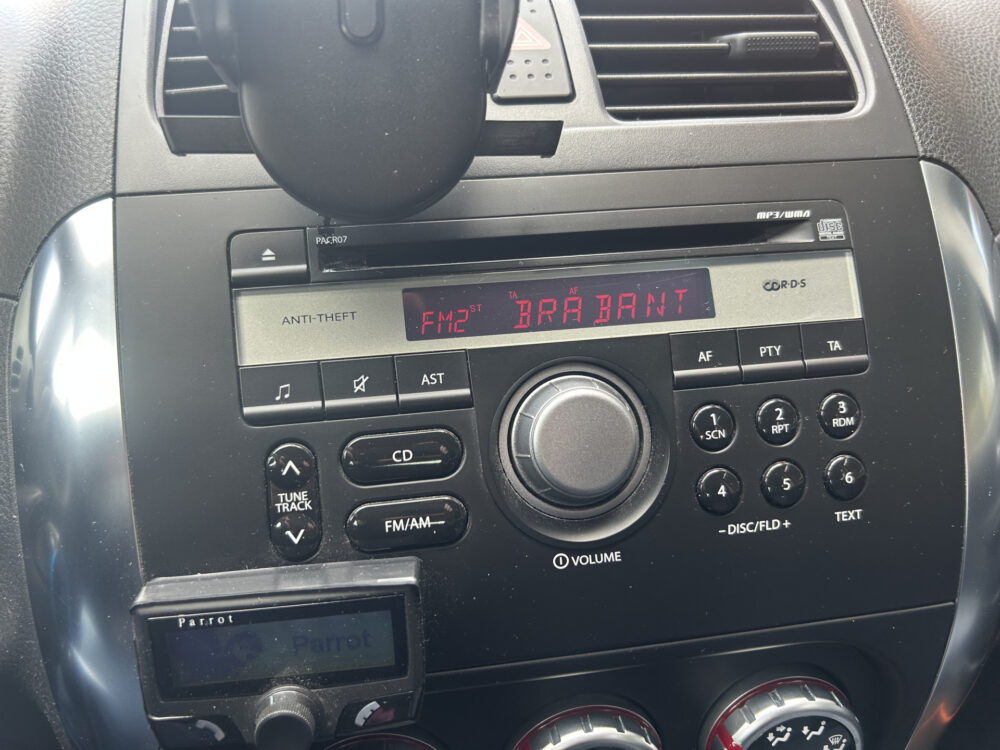 MP3/WMA
PACR07
ANTI-THEFT
FM2 ST TA AF BRABANT
R·D·S
AST
AF
PTY
TA
CD
1
SCN
2
RPT
3
RDM
TUNE
TRACK
FM/AM
4
5
6
-DISC/FLD+
TEXT
VOLUME
Parrot
Parrot